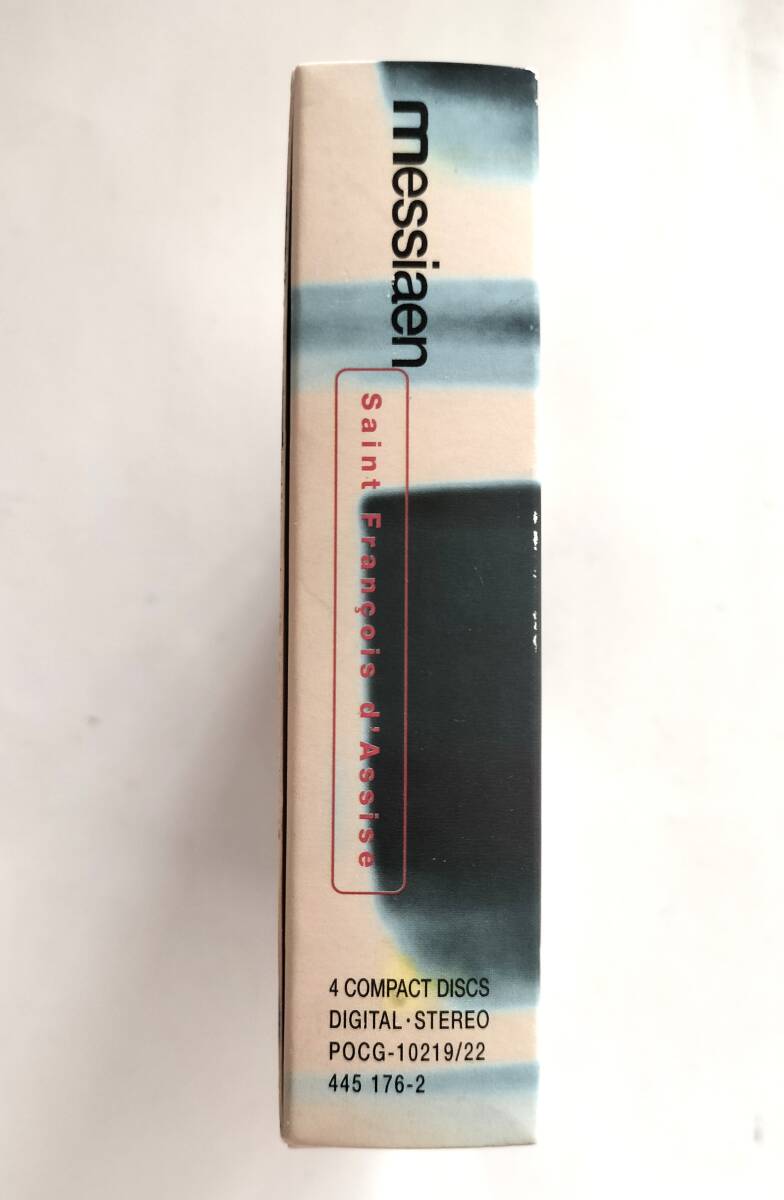 messiaen
Saint François d'Assise
4 COMPACT DISCS
DIGITAL·STEREO
POCG-10219/22
445 176-2